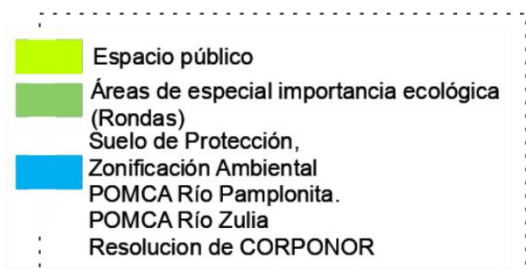 Espacio público
Áreas de especial importancia ecológica
(Rondas)
Suelo de Protección,
Zonificación Ambiental
POMCA Río Pamplonita.
POMCA Río Zulia
Resolucion de CORPONOR